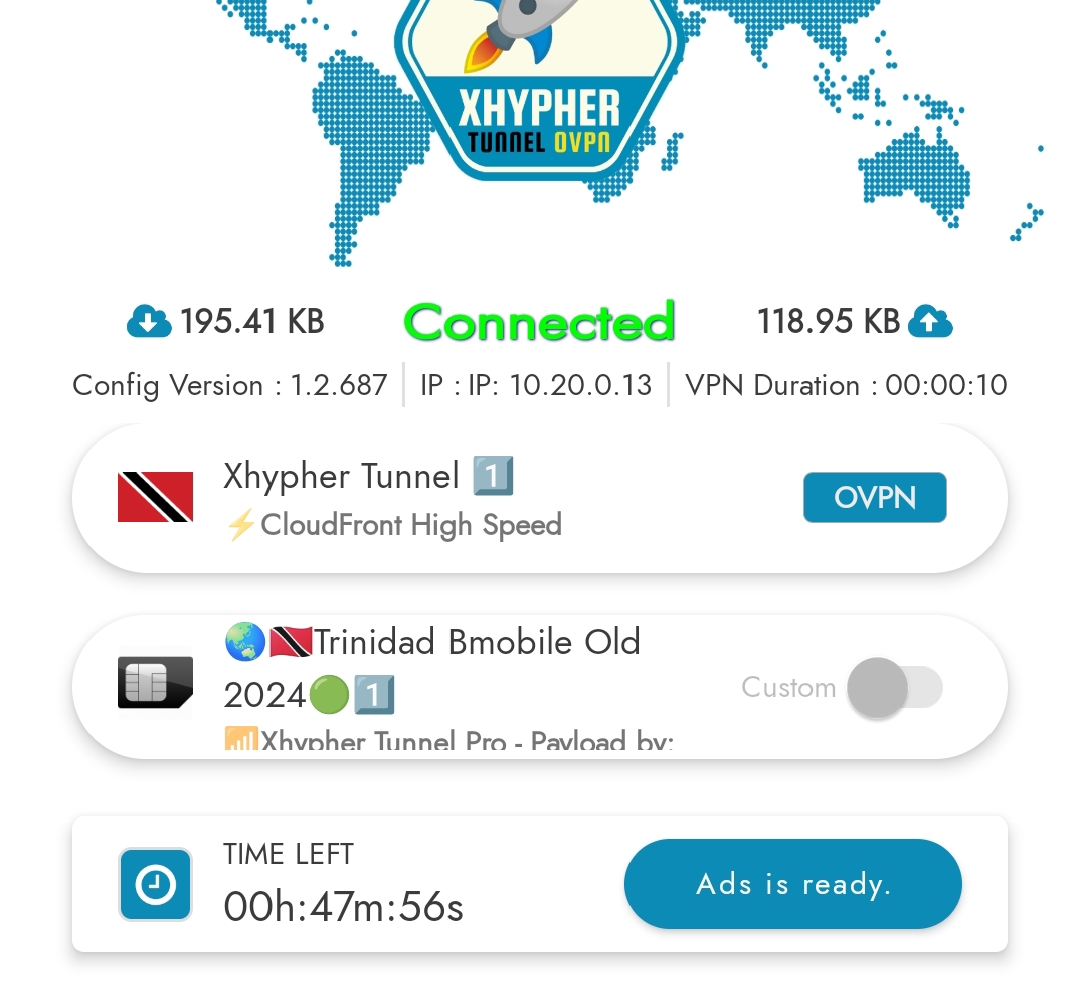 XHYPHER
TUNNEL OVPN
195.41 KB
Connected
118.95 KB
Config Version : 1.2.687
IP : IP: 10.20.0.13
VPN Duration : 00:00:10
Xhypher Tunnel 1️⃣
⚡CloudFront High Speed
OVPN
🌏🇹🇹Trinidad Bmobile Old
2024🟢1️⃣
📶Xhypher Tunnel Pro - Payload by:
Custom
TIME LEFT
00h:47m:56s
Ads is ready.